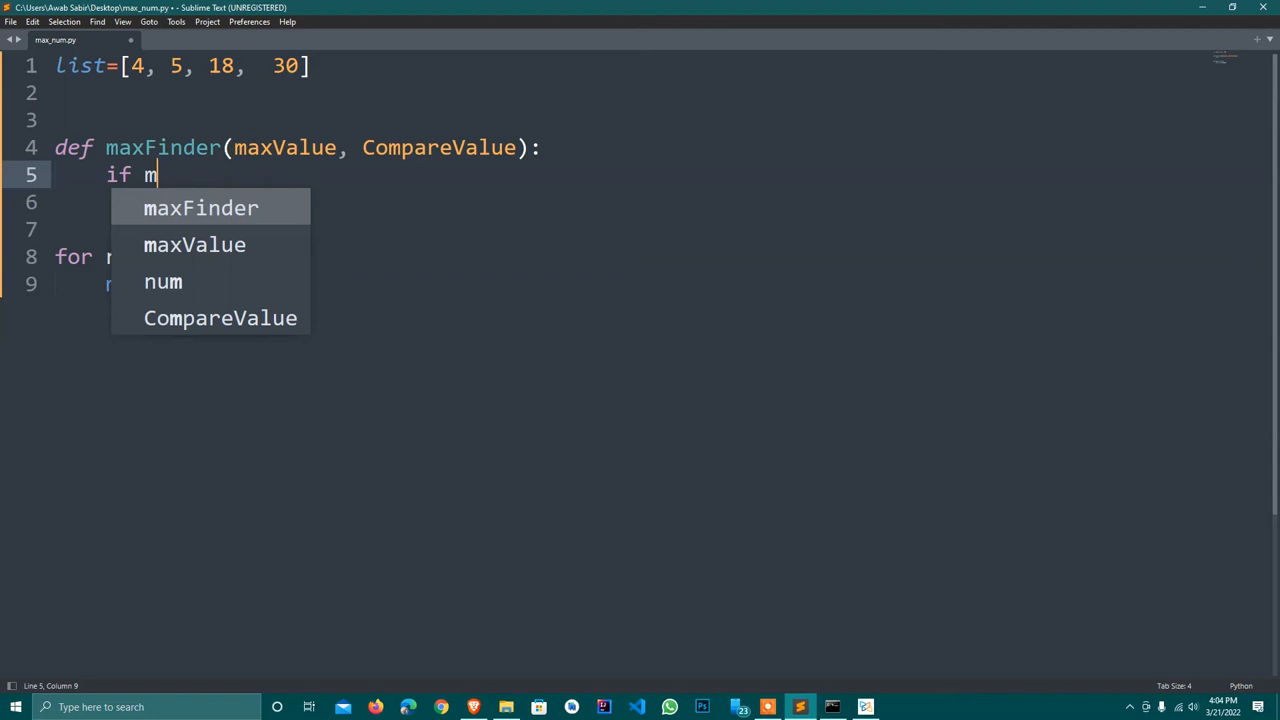 C:\Users\Awab Sabir\Desktop\max_num.py • - Sublime Text (UNREGISTERED)
File Edit Selection Find View Goto Tools Project Preferences Help
max_num.py
1 list=[4, 5, 18,  30]
2
3
4 def maxFinder(maxValue, CompareValue):
5 if m
6 maxFinder
7 maxValue
8 for
9
num
CompareValue
Line 5, Column 9
Tab Size: 4
Python
Type here to search
23
4:04 PM
3/21/2022